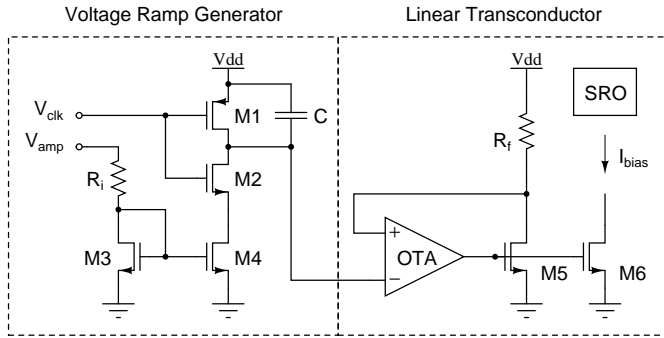 Voltage Ramp Generator
Linear Transconductor
Vdd
Vdd
SRO
Vclk
M1
C
Vamp
Rf
Ibias
Ri
M2
+
M3
M4
OTA
−
M5
M6